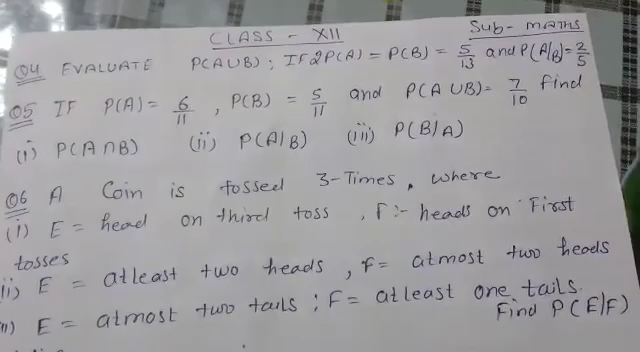 CLASS - XII
Sub- MATHS
Q4 EVALUATE P(A∪B); IF 2P(A) = P(B) = 5/13 and P(A|B)=2/5
Q5 IF P(A)= 6/11, P(B) = 5/11 and P(A∪B)= 7/10 find
(i) P(A∩B) (ii) P(A|B) (iii) P(B|A)
Q6 A Coin is tossed 3-Times, where
(i) E = head on third toss, F:- heads on First
tosses
ii) E = atleast two heads, f= atmost two heads
E = atmost two tails; F= atleast one tails.
Find P(E|F)